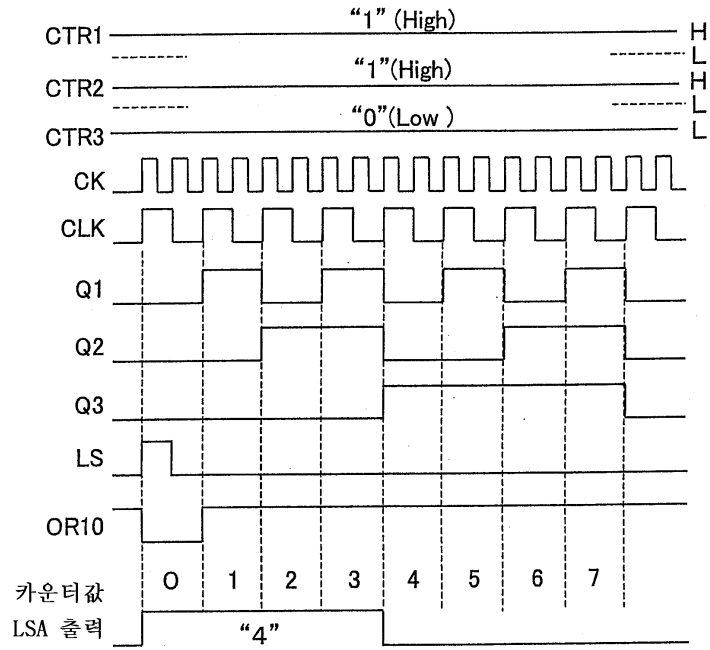 “1” (High)
CTR1 H
L
“1”(High)
CTR2 H
L
“0”(Low )
CTR3 L
CK
CLK
Q1
Q2
Q3
LS
OR10
카운터값 0 1 2 3 4 5 6 7
LSA 출력 “4”